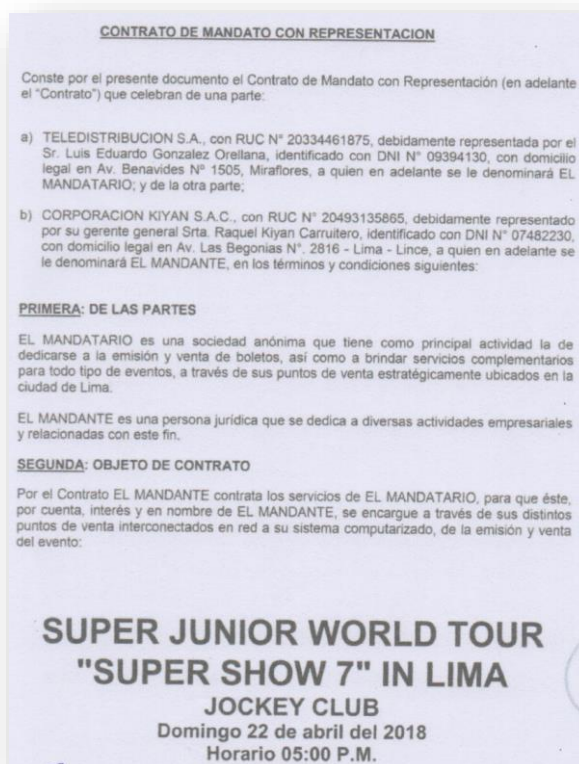 CONTRATO DE MANDATO CON REPRESENTACION
Conste por el presente documento el Contrato de Mandato con Representación (en adelante
el "Contrato") que celebran de una parte:
a) TELEDISTRIBUCION S.A., con RUC N° 20334461875, debidamente representada por el
Sr. Luis Eduardo Gonzalez Orellana, identificado con DNI N° 09394130, con domicilio
legal en Av. Benavides Nº 1505, Miraflores, a quien en adelante se le denominará EL
MANDATARIO; y de la otra parte;
b) CORPORACION KIYAN S.A.C., con RUC N° 20493135865, debidamente representado
por su gerente general Srta. Raquel Kiyan Carruitero, identificado con DNI N° 07482230,
con domicilio legal en Av. Las Begonias N°. 2816 - Lima - Lince, a quien en adelante se
le denominará EL MANDANTE, en los términos y condiciones siguientes:
PRIMERA: DE LAS PARTES
EL MANDATARIO es una sociedad anónima que tiene como principal actividad la de
dedicarse a la emisión y venta de boletos, así como a brindar servicios complementarios
para todo tipo de eventos, a través de sus puntos de venta estratégicamente ubicados en la
ciudad de Lima.
EL MANDANTE es una persona jurídica que se dedica a diversas actividades empresariales
y relacionadas con este fin.
SEGUNDA: OBJETO DE CONTRATO
Por el Contrato EL MANDANTE contrata los servicios de EL MANDATARIO, para que éste,
por cuenta, interés y en nombre de EL MANDANTE, se encargue a través de sus distintos
puntos de venta interconectados en red a su sistema computarizado, de la emisión y venta
del evento:
SUPER JUNIOR WORLD TOUR
"SUPER SHOW 7" IN LIMA
JOCKEY CLUB
Domingo 22 de abril del 2018
Horario 05:00 P.M.